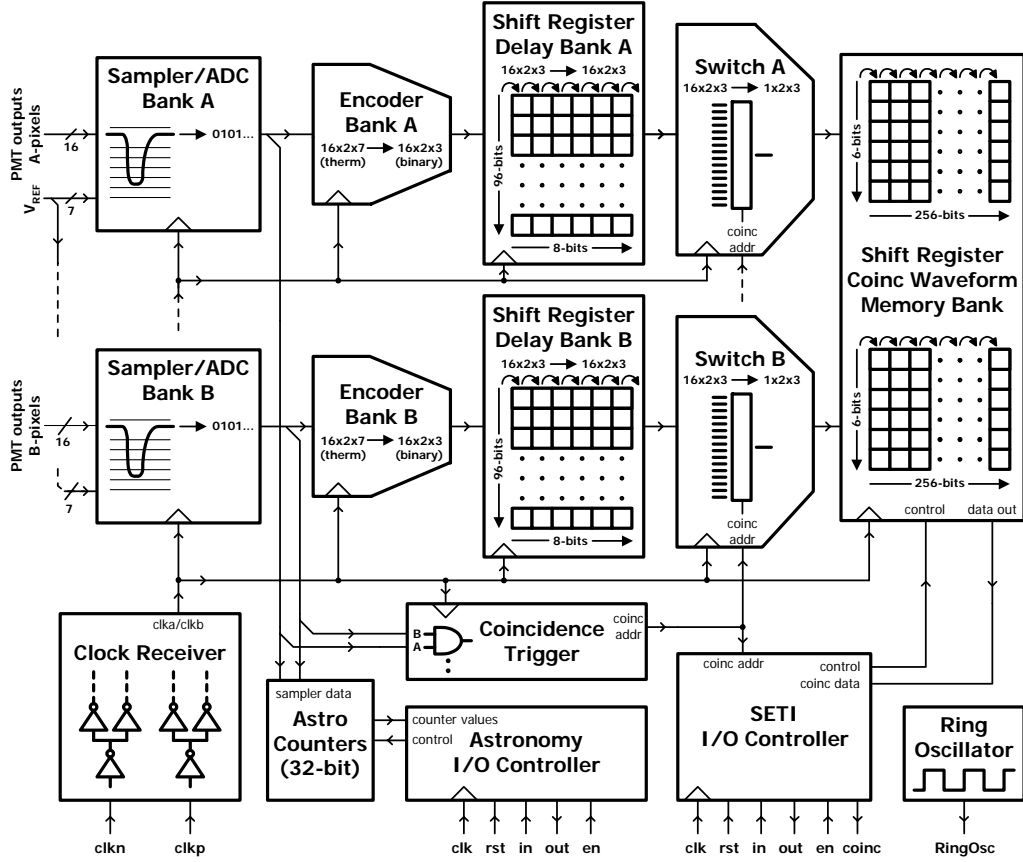 Sampler/ADC
Bank A
0101...
PMT outputs
A-pixels
16
VREF
7
Encoder
Bank A
16x2x7
(therm)
16x2x3
(binary)
Shift Register
Delay Bank A
16x2x3
16x2x3
96-bits
8-bits
Switch A
16x2x3
1x2x3
coinc
addr
6-bits
256-bits
Shift Register
Coinc Waveform
Memory Bank
6-bits
256-bits
control
data out
Sampler/ADC
Bank B
0101...
PMT outputs
B-pixels
16
7
Encoder
Bank B
16x2x7
(therm)
16x2x3
(binary)
Shift Register
Delay Bank B
16x2x3
16x2x3
96-bits
8-bits
Switch B
16x2x3
1x2x3
coinc
addr
clka/clkb
Clock Receiver
clkn
clkp
B
A
Coincidence
Trigger
coinc
addr
sampler data
Astro
Counters
(32-bit)
counter values
control
Astronomy
I/O Controller
clk
rst
in
out
en
coinc addr
control
coinc data
SETI
I/O Controller
clk
rst
in
out
en
coinc
Ring
Oscillator
RingOsc